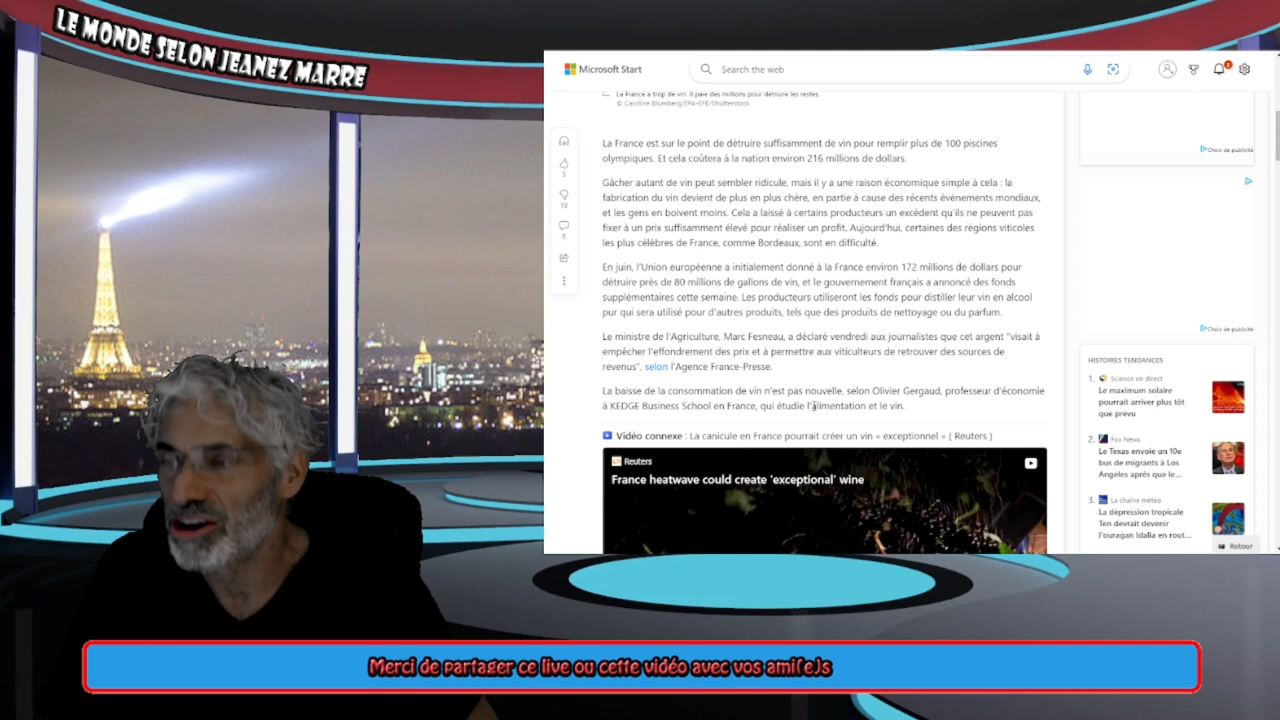 LE MONDE SELON JEANEZ MARRE
Microsoft Start
Search the web
5
La France a trop de vin. Il paie des millions pour détruire les restes.
© Caroline Blumberg/EPA-EFE/Shutterstock
3
19
5
La France est sur le point de détruire suffisamment de vin pour remplir plus de 100 piscines
olympiques. Et cela coûtera à la nation environ 216 millions de dollars.
Gâcher autant de vin peut sembler ridicule, mais il y a une raison économique simple à cela : la
fabrication du vin devient de plus en plus chère, en partie à cause des récents événements mondiaux,
et les gens en boivent moins. Cela a laissé à certains producteurs un excédent qu'ils ne peuvent pas
fixer à un prix suffisamment élevé pour réaliser un profit. Aujourd'hui, certaines des régions viticoles
les plus célèbres de France, comme Bordeaux, sont en difficulté.
En juin, l'Union européenne a initialement donné à la France environ 172 millions de dollars pour
détruire près de 80 millions de gallons de vin, et le gouvernement français a annoncé des fonds
supplémentaires cette semaine. Les producteurs utiliseront les fonds pour distiller leur vin en alcool
pur qui sera utilisé pour d'autres produits, tels que des produits de nettoyage ou du parfum.
Le ministre de l'Agriculture, Marc Fesneau, a déclaré vendredi aux journalistes que cet argent "visait à
empêcher l'effondrement des prix et à permettre aux viticulteurs de retrouver des sources de
revenus", selon l'Agence France-Presse.
La baisse de la consommation de vin n'est pas nouvelle, selon Olivier Gergaud, professeur d'économie
à KEDGE Business School en France, qui étudie l'alimentation et le vin.
Vidéo connexe : La canicule en France pourrait créer un vin « exceptionnel » ( Reuters )
Reuters
France heatwave could create 'exceptional' wine
Choix de publicité
Choix de publicité
HISTOIRES TENDANCES
1. Science en direct
Le maximum solaire
pourrait arriver plus tôt
que prévu
2. Fox News
Le Texas envoie un 10e
bus de migrants à Los
Angeles après que le...
3. La chaîne météo
La dépression tropicale
Ten devrait devenir
l'ouragan Idalia en rout...
Retour
Merci de partager ce live ou cette vidéo avec vos ami(e)s